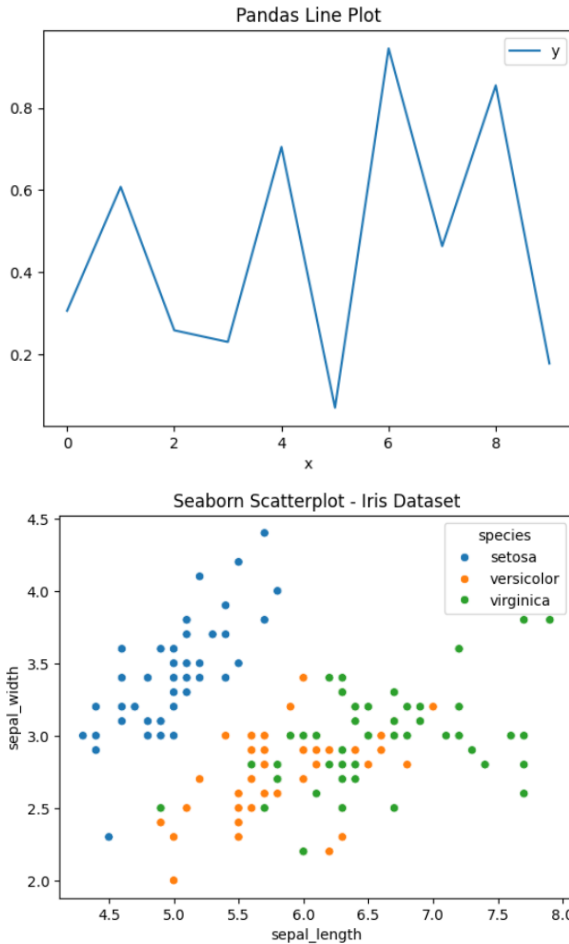 Pandas Line Plot
y
0.8
0.6
0.4
0.2
0 2 4 6 8
x
Seaborn Scatterplot - Iris Dataset
species
setosa
versicolor
virginica
4.5
4.0
3.5
3.0
2.5
2.0
sepal_width
4.5 5.0 5.5 6.0 6.5 7.0 7.5 8.0
sepal_length